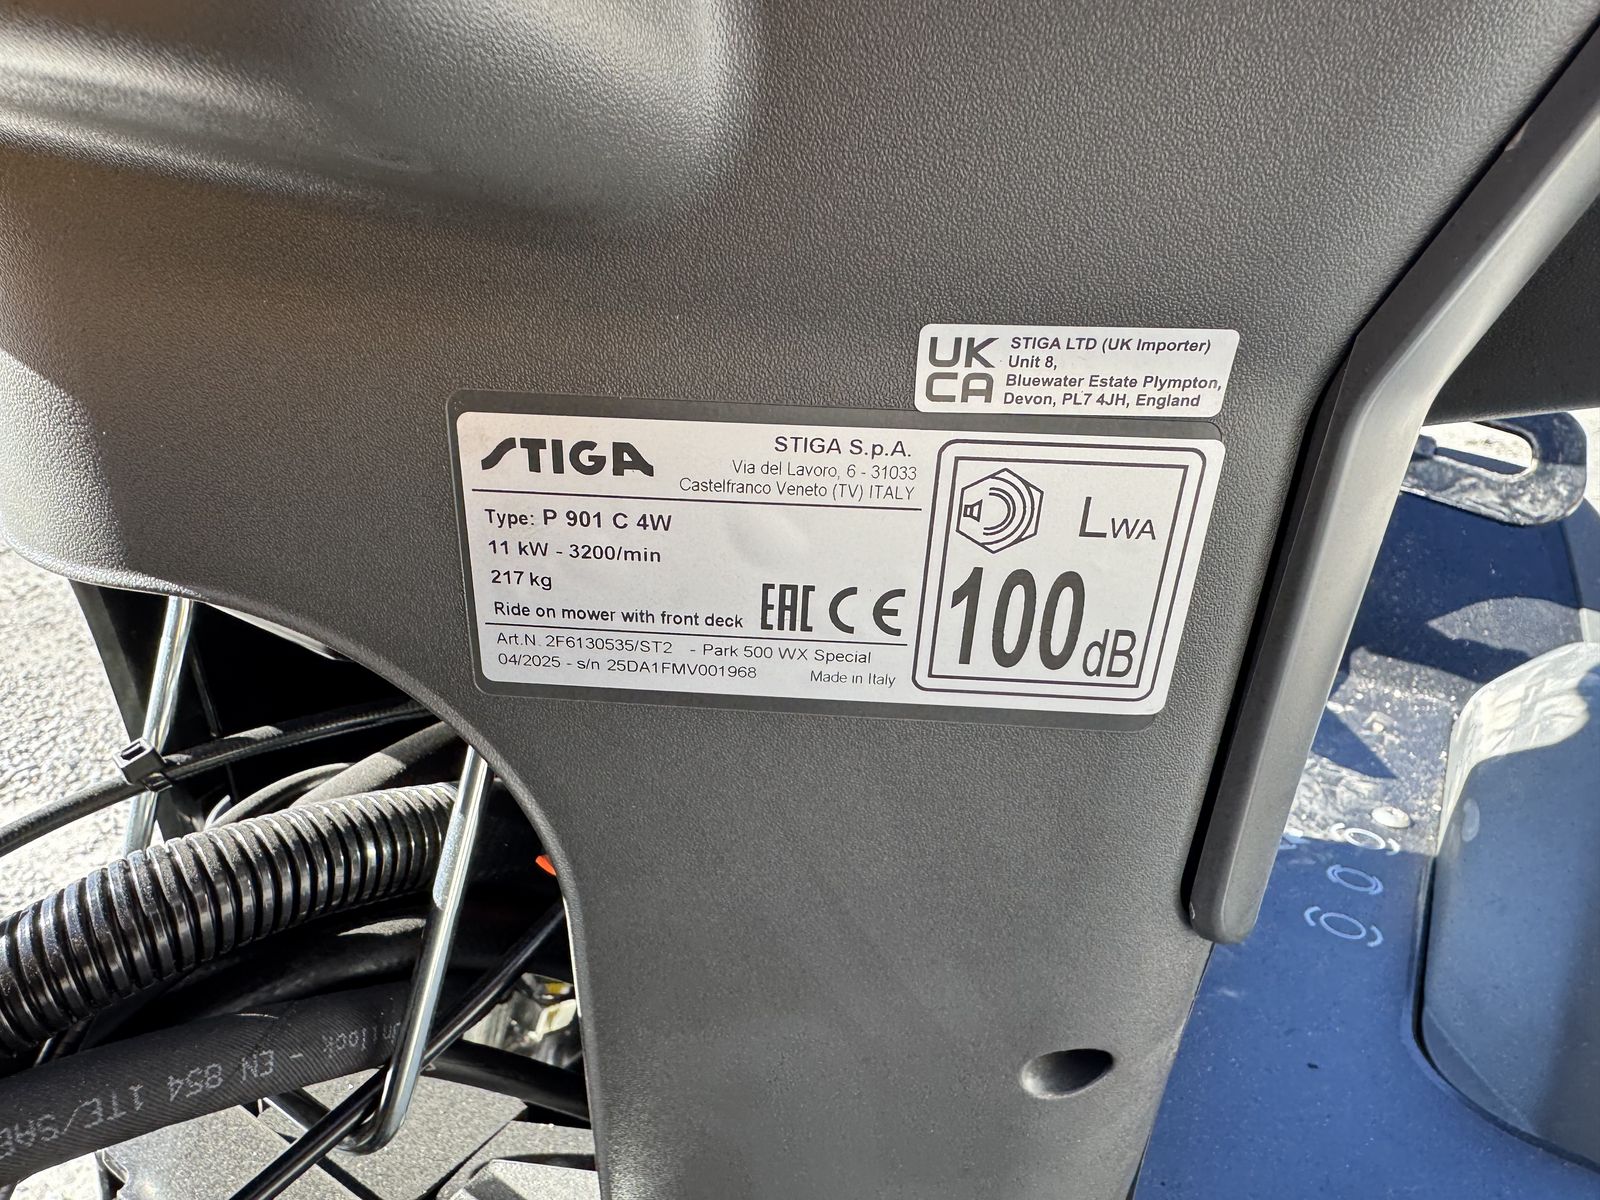 UK
CA
STIGA LTD (UK Importer)
Unit 8,
Bluewater Estate Plympton,
Devon, PL7 4JH, England
STIGA
STIGA S.p.A.
Via del Lavoro, 6 - 31033
Castelfranco Veneto (TV) ITALY
Type: P 901 C 4W
11 kW - 3200/min
217 kg
Ride on mower with front deck
EAC CE
Art.N. 2F6130535/ST2 - Park 500 WX Special
04/2025 - s/n 25DA1FMV001968
Made in Italy
LWA
100 dB
EN 854 1TE/SAE